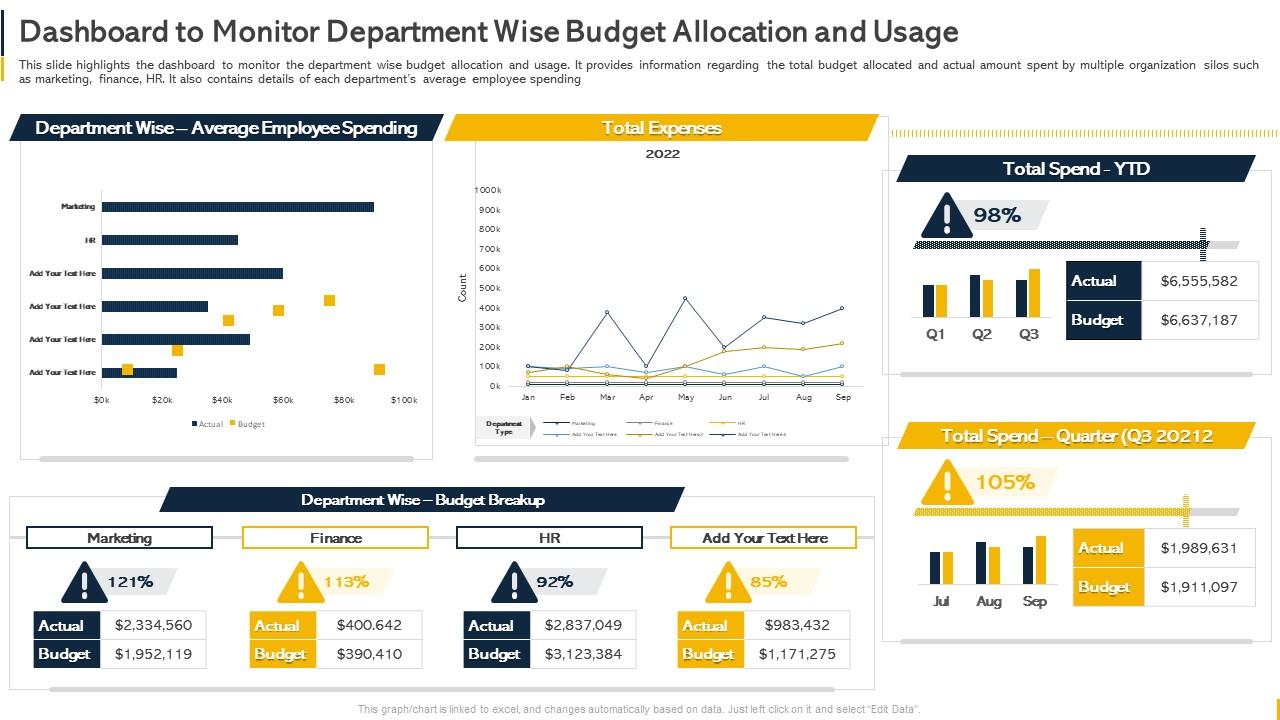 Dashboard to Monitor Department Wise Budget Allocation and Usage
This slide highlights the dashboard to monitor the department wise budget allocation and usage. It provides information regarding the total budget allocated and actual amount spent by multiple organization silos such
as marketing, finance, HR. It also contains details of each department's average employee spending
Department Wise – Average Employee Spending
Marketing
HR
Add Your Text Here
Add Your Text Here
Add Your Text Here
Add Your Text Here
$0k $20k $40k $60k $80k $100k
Actual Budget
Total Expenses
2022
Count
1000k
900k
800k
700k
600k
500k
400k
300k
200k
100k
0k
Jan Feb Mar Apr May Jun Jul Aug Sep
Department
Type
Marketing Finance HR
Add Your Text Here Add Your Text Here2 Add Your Text Here3
Total Spend - YTD
98%
Q1 Q2 Q3
Actual $6,555,582
Budget $6,637,187
Total Spend – Quarter (Q3 20212
105%
Jul Aug Sep
Actual $1,989,631
Budget $1,911,097
Department Wise – Budget Breakup
Marketing
121%
Actual $2,334,560
Budget $1,952,119
Finance
113%
Actual $400.642
Budget $390,410
HR
92%
Actual $2,837,049
Budget $3,123,384
Add Your Text Here
85%
Actual $983,432
Budget $1,171,275
This graph/chart is linked to excel, and changes automatically based on data. Just left click on it and select “Edit Data”.